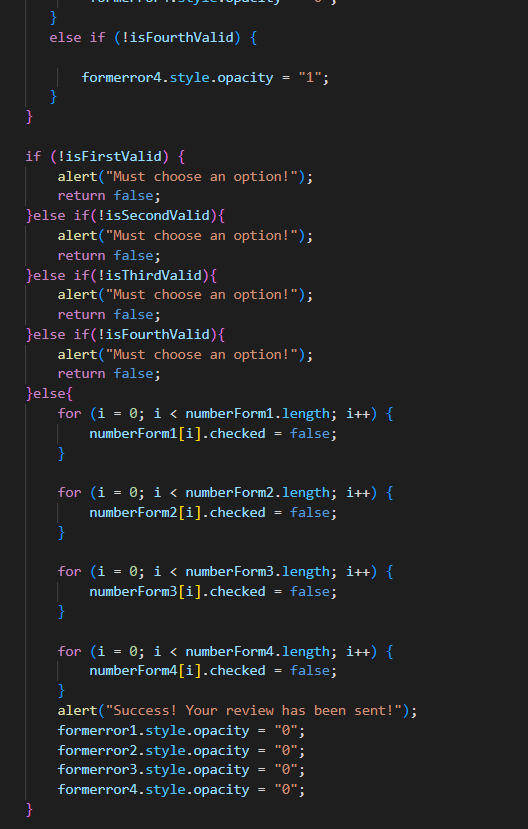 formerror4.style.opacity = "0";
}
else if (!isFourthValid) {
formerror4.style.opacity = "1";
}
}
if (!isFirstValid) {
alert("Must choose an option!");
return false;
}else if(!isSecondValid){
alert("Must choose an option!");
return false;
}else if(!isThirdValid){
alert("Must choose an option!");
return false;
}else if(!isFourthValid){
alert("Must choose an option!");
return false;
}else{
for (i = 0; i < numberForm1.length; i++) {
numberForm1[i].checked = false;
}
for (i = 0; i < numberForm2.length; i++) {
numberForm2[i].checked = false;
}
for (i = 0; i < numberForm3.length; i++) {
numberForm3[i].checked = false;
}
for (i = 0; i < numberForm4.length; i++) {
numberForm4[i].checked = false;
}
alert("Success! Your review has been sent!");
formerror1.style.opacity = "0";
formerror2.style.opacity = "0";
formerror3.style.opacity = "0";
formerror4.style.opacity = "0";
}